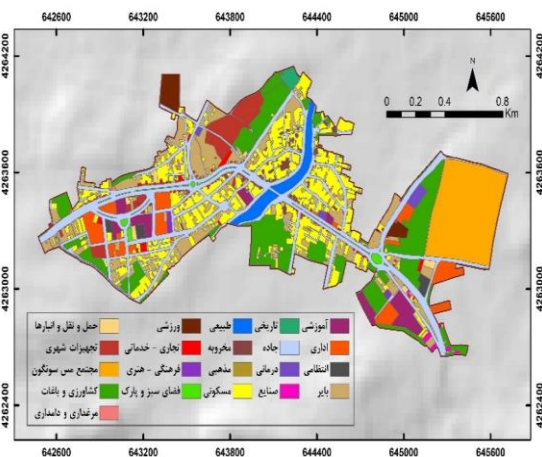 642600 643200 643800 644400 645000 645600
4264200 4264200
N
0 0.2 0.4 0.8
Km
4263600 4263600
4263000 4263000
آموزشی تاریخی طبیعی ورزشی حمل و نقل و انبارها
اداری جاده مخروبه تجاری - خدماتی تجهیزات شهری
انتظامی درمانی مذهبی فرهنگی - هنری مجتمع مس سونگون
بایر صنایع مسکونی فضای سبز و پارک کشاورزی و باغات
مرغداری و دامداری
4262400 4262400
642600 643200 643800 644400 645000 645600